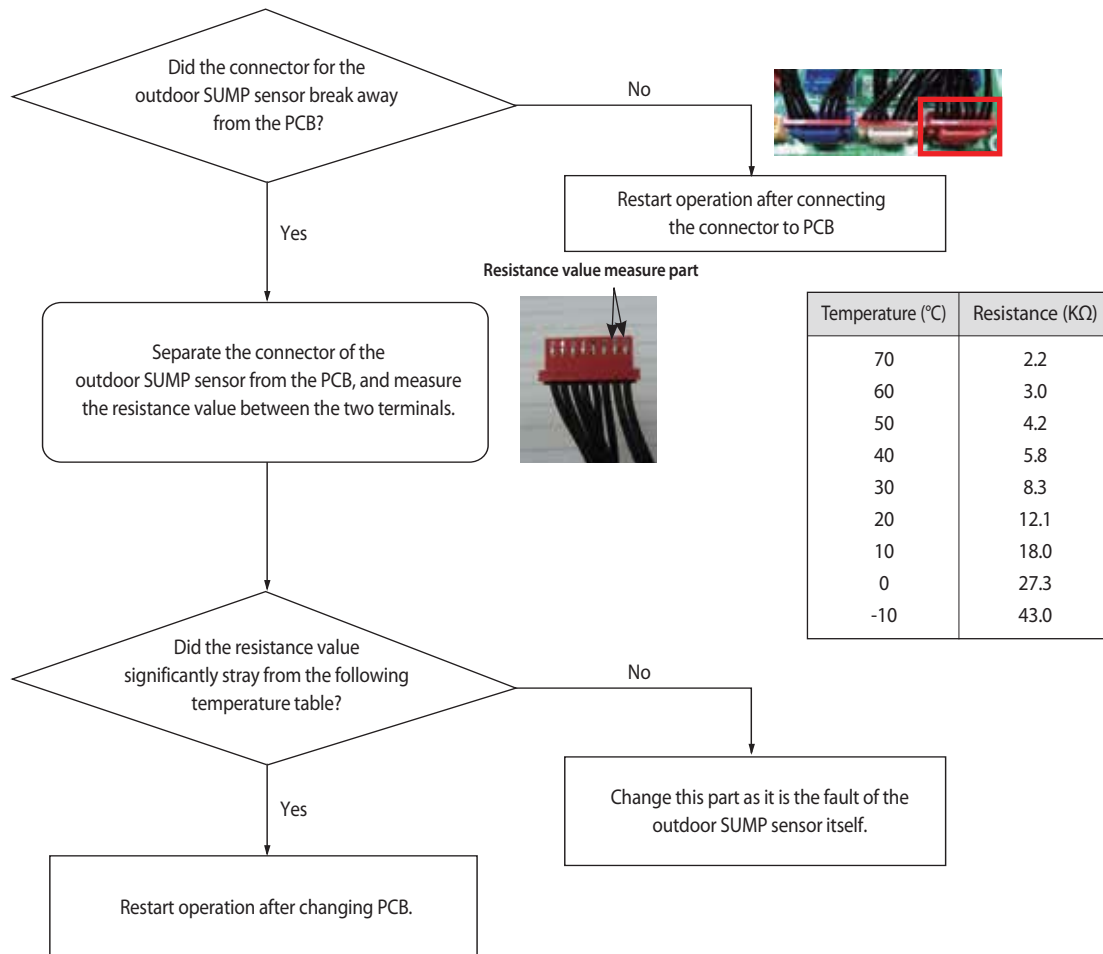 Did the connector for the
outdoor SUMP sensor break away
from the PCB?
No
Restart operation after connecting
the connector to PCB
Yes
Resistance value measure part
Separate the connector of the
outdoor SUMP sensor from the PCB, and measure
the resistance value between the two terminals.
Temperature (°C) Resistance (KΩ)
70 2.2
60 3.0
50 4.2
40 5.8
30 8.3
20 12.1
10 18.0
0 27.3
-10 43.0
Did the resistance value
significantly stray from the following
temperature table?
No
Change this part as it is the fault of the
outdoor SUMP sensor itself.
Yes
Restart operation after changing PCB.